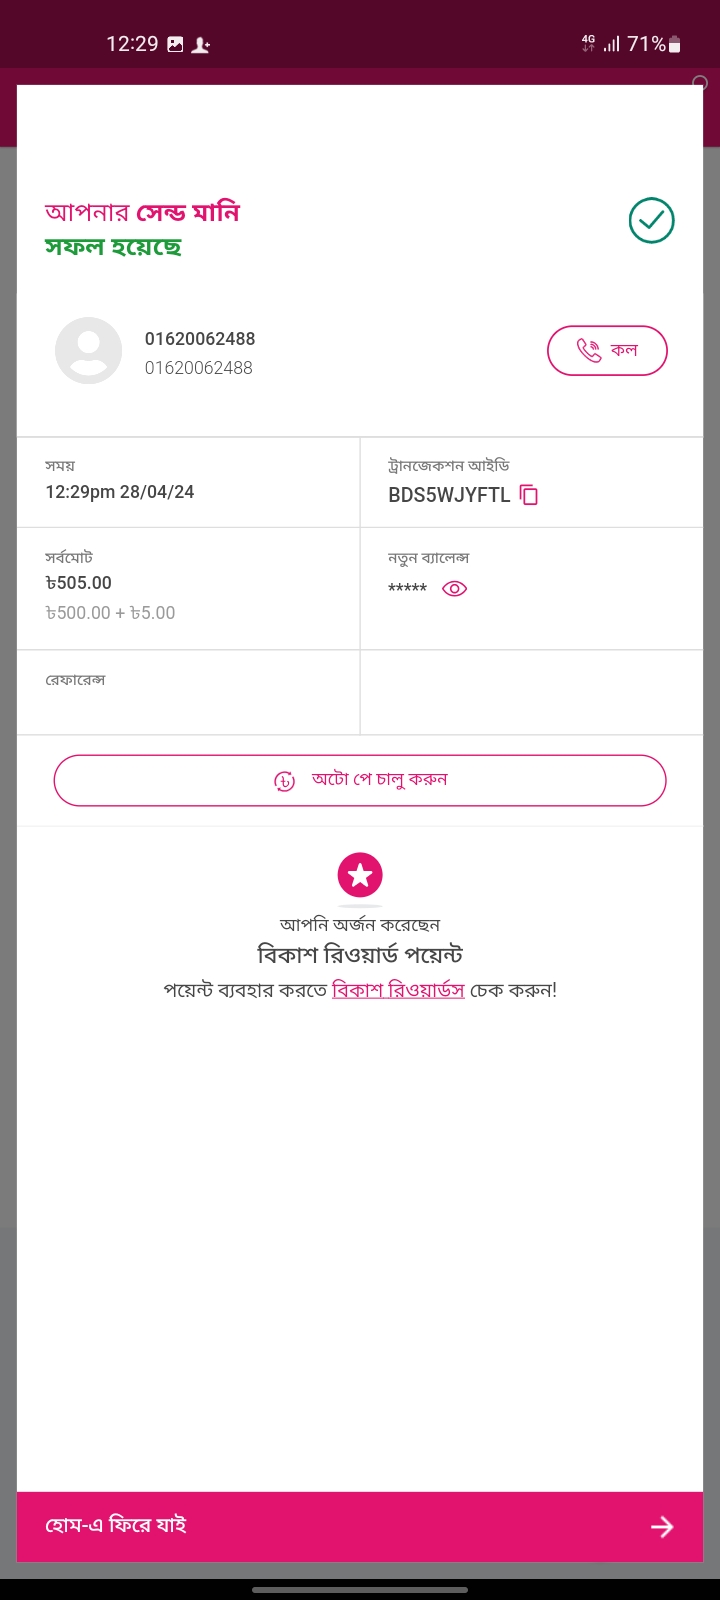 12:29
4G 71%
আপনার সেন্ড মানি
সফল হয়েছে
01620062488
01620062488
কল
সময়
12:29pm 28/04/24
ট্রানজেকশন আইডি
BDS5WJYFTL
সর্বমোট
৳505.00
৳500.00 + ৳5.00
নতুন ব্যালেন্স
*****
রেফারেন্স
অটো পে চালু করুন
আপনি অর্জন করেছেন
বিকাশ রিওয়ার্ড পয়েন্ট
পয়েন্ট ব্যবহার করতে বিকাশ রিওয়ার্ডস চেক করুন!
হোম-এ ফিরে যাই